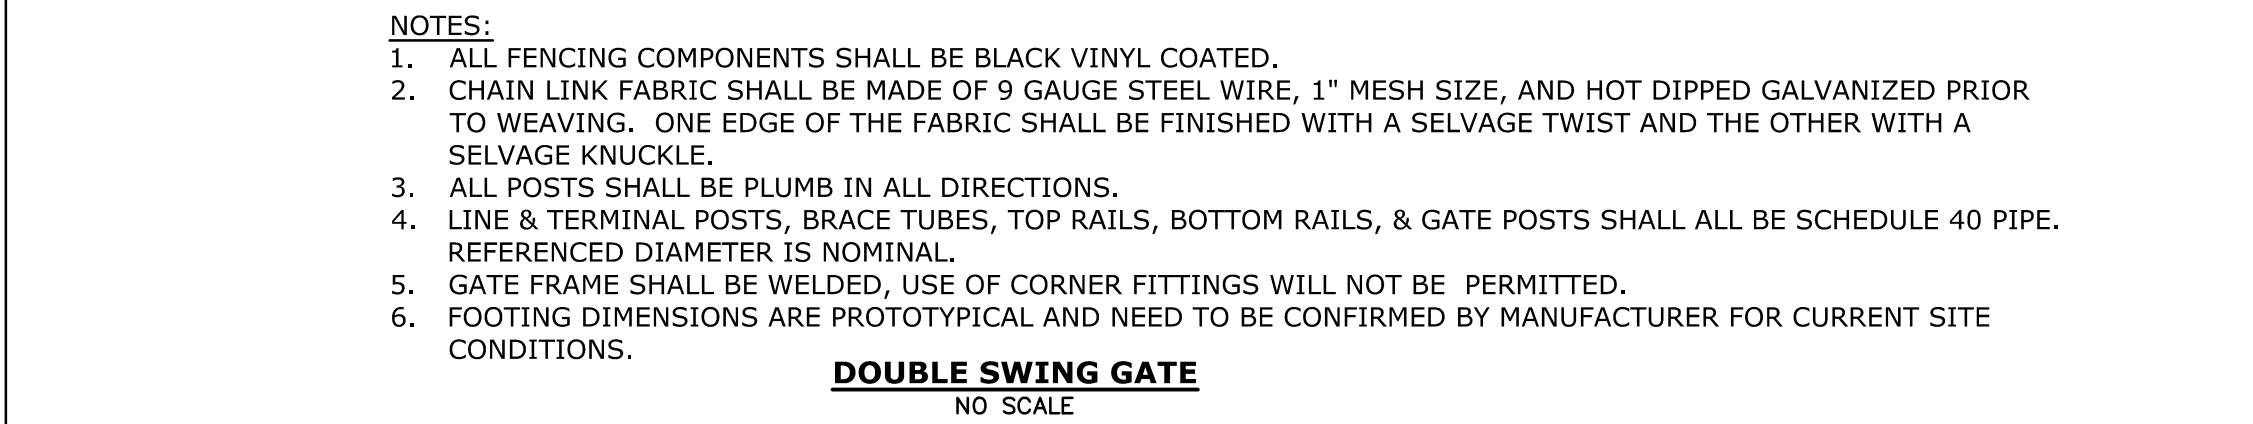 NOTES:
1. ALL FENCING COMPONENTS SHALL BE BLACK VINYL COATED.
2. CHAIN LINK FABRIC SHALL BE MADE OF 9 GAUGE STEEL WIRE, 1" MESH SIZE, AND HOT DIPPED GALVANIZED PRIOR
TO WEAVING. ONE EDGE OF THE FABRIC SHALL BE FINISHED WITH A SELVAGE TWIST AND THE OTHER WITH A
SELVAGE KNUCKLE.
3. ALL POSTS SHALL BE PLUMB IN ALL DIRECTIONS.
4. LINE & TERMINAL POSTS, BRACE TUBES, TOP RAILS, BOTTOM RAILS, & GATE POSTS SHALL ALL BE SCHEDULE 40 PIPE.
REFERENCED DIAMETER IS NOMINAL.
5. GATE FRAME SHALL BE WELDED, USE OF CORNER FITTINGS WILL NOT BE PERMITTED.
6. FOOTING DIMENSIONS ARE PROTOTYPICAL AND NEED TO BE CONFIRMED BY MANUFACTURER FOR CURRENT SITE
CONDITIONS.
DOUBLE SWING GATE
NO SCALE